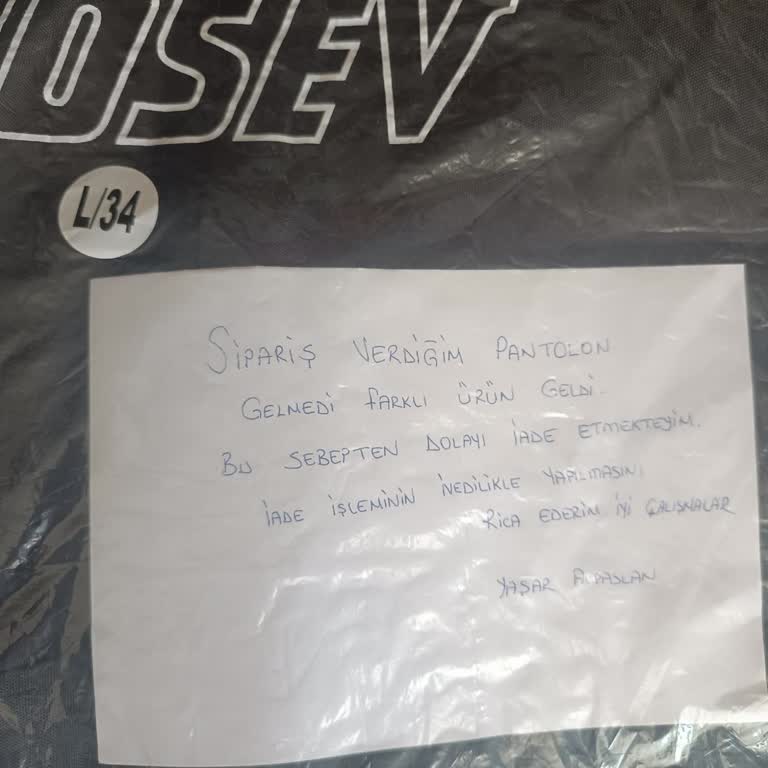 OSEV
L/34
SİPARİŞ VERDİĞİM PANTOLON
GELMEDİ FARKLI ÜRÜN GELDİ.
BU SEBEPTEN DOLAYI İADE ETMEKTEYİM.
İADE İŞLEMİNİN İVEDİLİKLE YAPILMASINI
RİCA EDERİM İYİ ÇALIŞMALAR
YAŞAR ALPASLAN